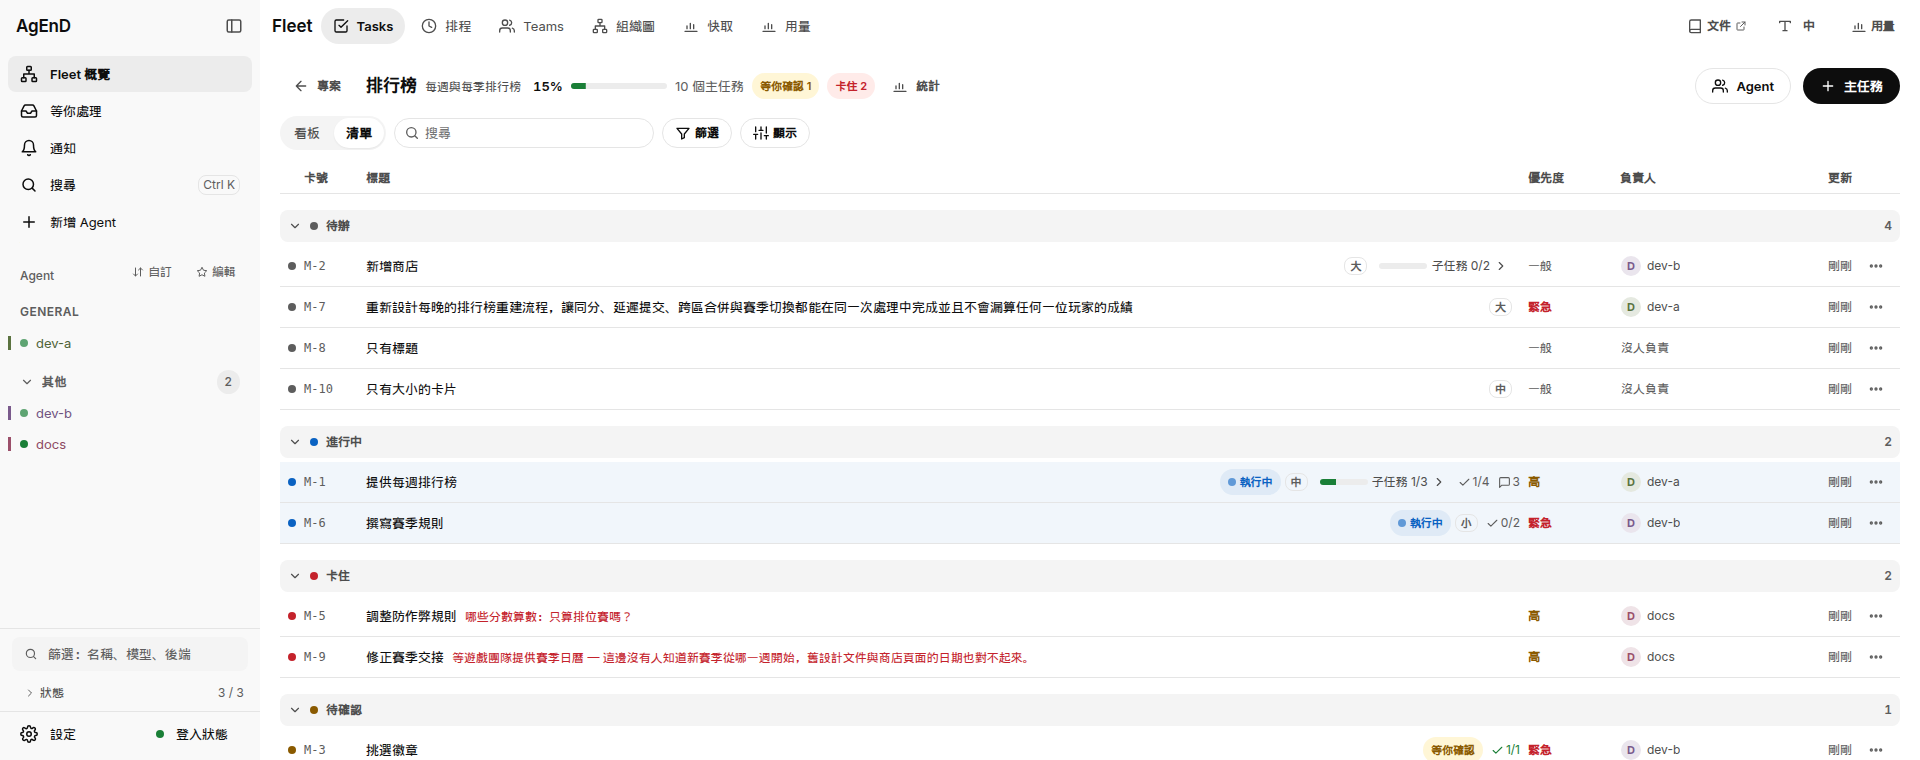 AgEnD
Fleet 概覽
等你處理
通知
搜尋 Ctrl K
新增 Agent
Agent 自訂 編輯
GENERAL
dev-a
其他 2
dev-b
docs
篩選：名稱、模型、後端
狀態 3 / 3
設定 登入狀態
Fleet Tasks 排程 Teams 組織圖 快取 用量 文件 中 用量
專案 排行榜 每週與每季排行榜 15% 10 個主任務 等你確認 1 卡住 2 統計 Agent 主任務
看板 清單 搜尋 篩選 顯示
卡號 標題 優先度 負責人 更新
待辦 4
M-2 新增商店 大 子任務 0/2 一般 D dev-b 剛剛
M-7 重新設計每晚的排行榜重建流程，讓同分、延遲提交、跨區合併與賽季切換都能在同一次處理中完成並且不會漏算任何一位玩家的成績 大 緊急 D dev-a 剛剛
M-8 只有標題 一般 沒人負責 剛剛
M-10 只有大小的卡片 中 一般 沒人負責 剛剛
進行中 2
M-1 提供每週排行榜 執行中 中 子任務 1/3 1/4 3 高 D dev-a 剛剛
M-6 撰寫賽季規則 執行中 小 0/2 緊急 D dev-b 剛剛
卡住 2
M-5 調整防作弊規則 哪些分數算數：只算排位賽嗎？ 高 D docs 剛剛
M-9 修正賽季交接 等遊戲團隊提供賽季日曆 — 這邊沒有人知道新賽季從哪一週開始，舊設計文件與商店頁面的日期也對不起來。 高 D docs 剛剛
待確認 1
M-3 挑選徽章 等你確認 1/1 緊急 D dev-b 剛剛